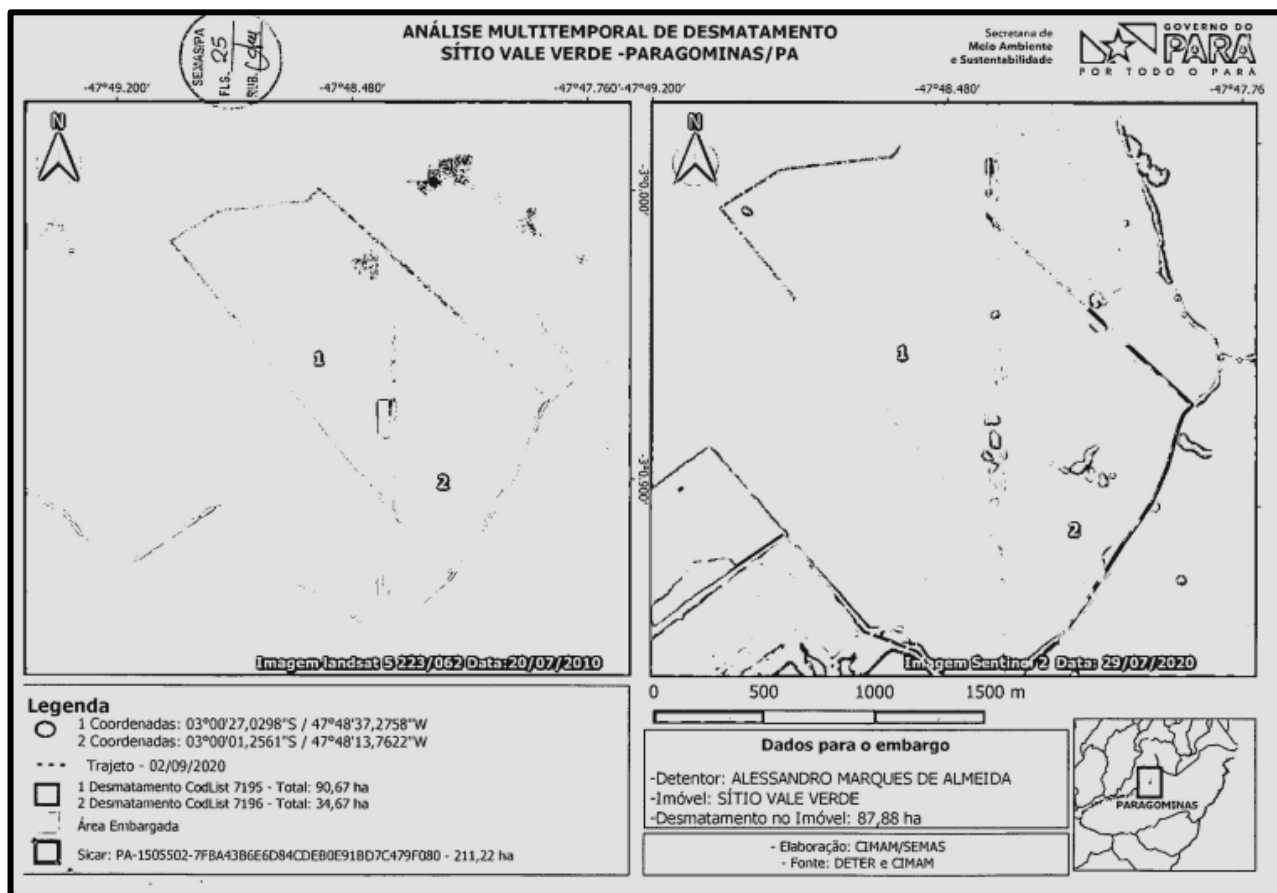 ANÁLISE MULTITEMPORAL DE DESMATAMENTO
SÍTIO VALE VERDE -PARAGOMINAS/PA
SEMAS/PA
FLS. 25
RUB.
Secretaria de
Meio Ambiente
e Sustentabilidade
GOVERNO DO
PARÁ
POR TODO O PARÁ
-47°49.200'
-47°48.480'
-47°47.760'
-47°49.200'
-47°48.480'
-47°47.76
N
N
-3°0,000'
-3°0,900'
1
2
1
2
Imagem landsat 5 223/062 Data:20/07/2010
Imagem Sentinel 2 Data: 29/07/2020
Legenda
1 Coordenadas: 03°00'27,0298"S / 47°48'37,2758"W
2 Coordenadas: 03°00'01,2561"S / 47°48'13,7622"W
Trajeto - 02/09/2020
1 Desmatamento CodList 7195 - Total: 90,67 ha
2 Desmatamento CodList 7196 - Total: 34,67 ha
Área Embargada
Sicar: PA-1505502-7FBA43B6E6D84CDEB0E91BD7C479F080 - 211,22 ha
0 500 1000 1500 m
Dados para o embargo
-Detentor: ALESSANDRO MARQUES DE ALMEIDA
-Imóvel: SÍTIO VALE VERDE
-Desmatamento no Imóvel: 87,88 ha
- Elaboração: CIMAM/SEMAS
- Fonte: DETER e CIMAM
PARAGOMINAS